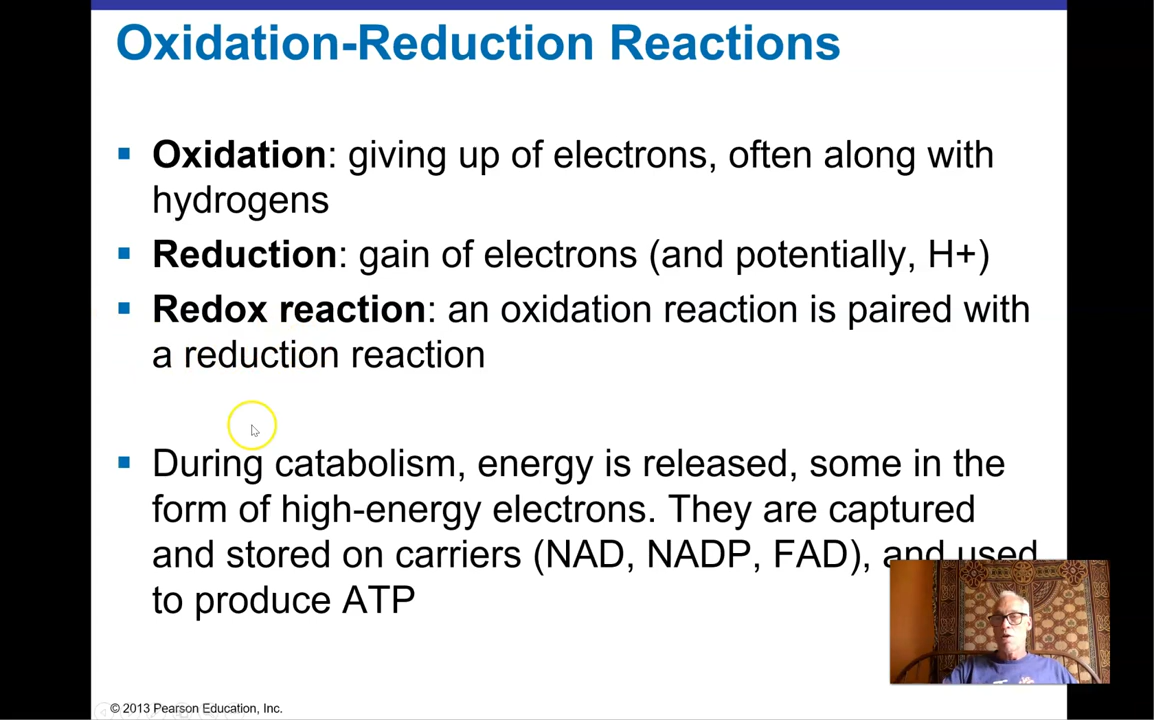 Oxidation-Reduction Reactions
Oxidation: giving up of electrons, often along with
hydrogens
Reduction: gain of electrons (and potentially, H+)
Redox reaction: an oxidation reaction is paired with
a reduction reaction
During catabolism, energy is released, some in the
form of high-energy electrons. They are captured
and stored on carriers (NAD, NADP, FAD), and used
to produce ATP
© 2013 Pearson Education, Inc.